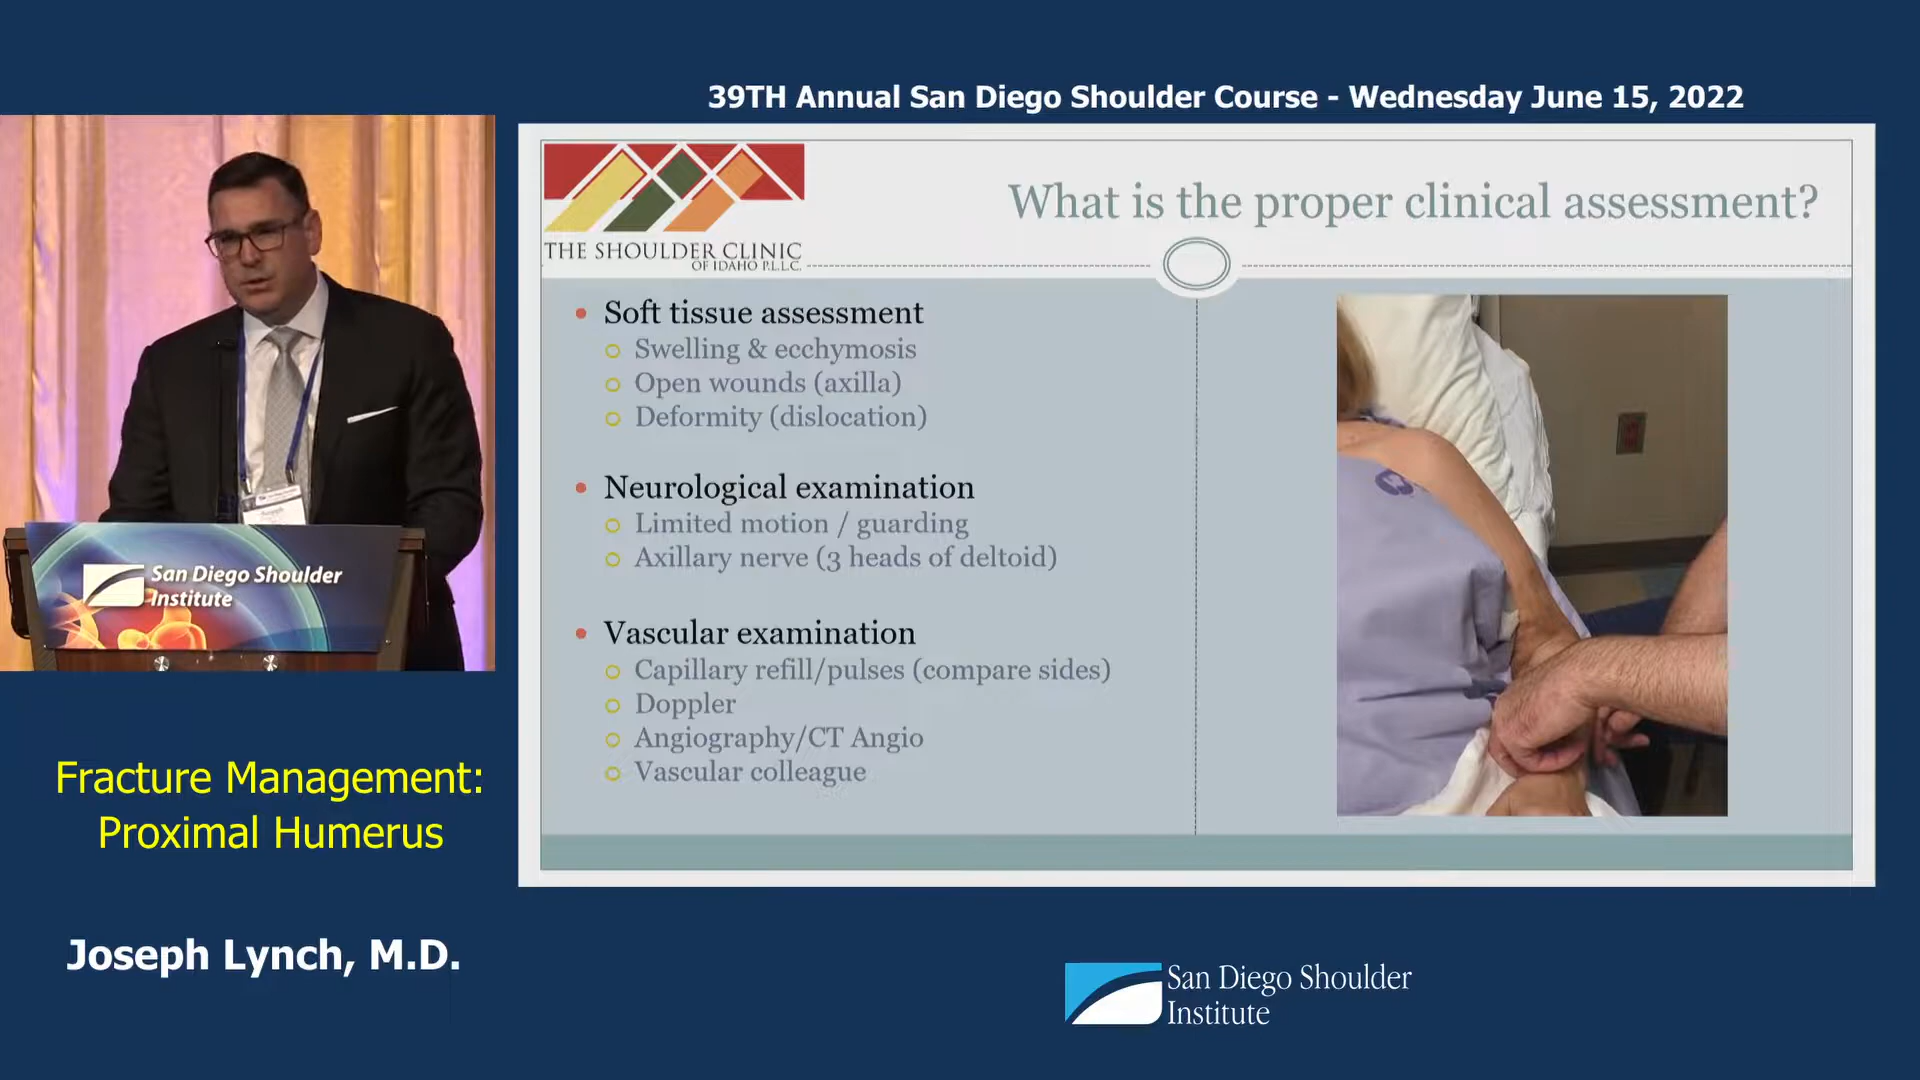 39TH Annual San Diego Shoulder Course - Wednesday June 15, 2022
THE SHOULDER CLINIC
OF IDAHO P.L.L.C.
What is the proper clinical assessment?
Soft tissue assessment
Swelling & ecchymosis
Open wounds (axilla)
Deformity (dislocation)
Neurological examination
Limited motion / guarding
Axillary nerve (3 heads of deltoid)
Vascular examination
Capillary refill/pulses (compare sides)
Doppler
Angiography/CT Angio
Vascular colleague
San Diego Shoulder
Institute
Fracture Management:
Proximal Humerus
Joseph Lynch, M.D.
San Diego Shoulder
Institute